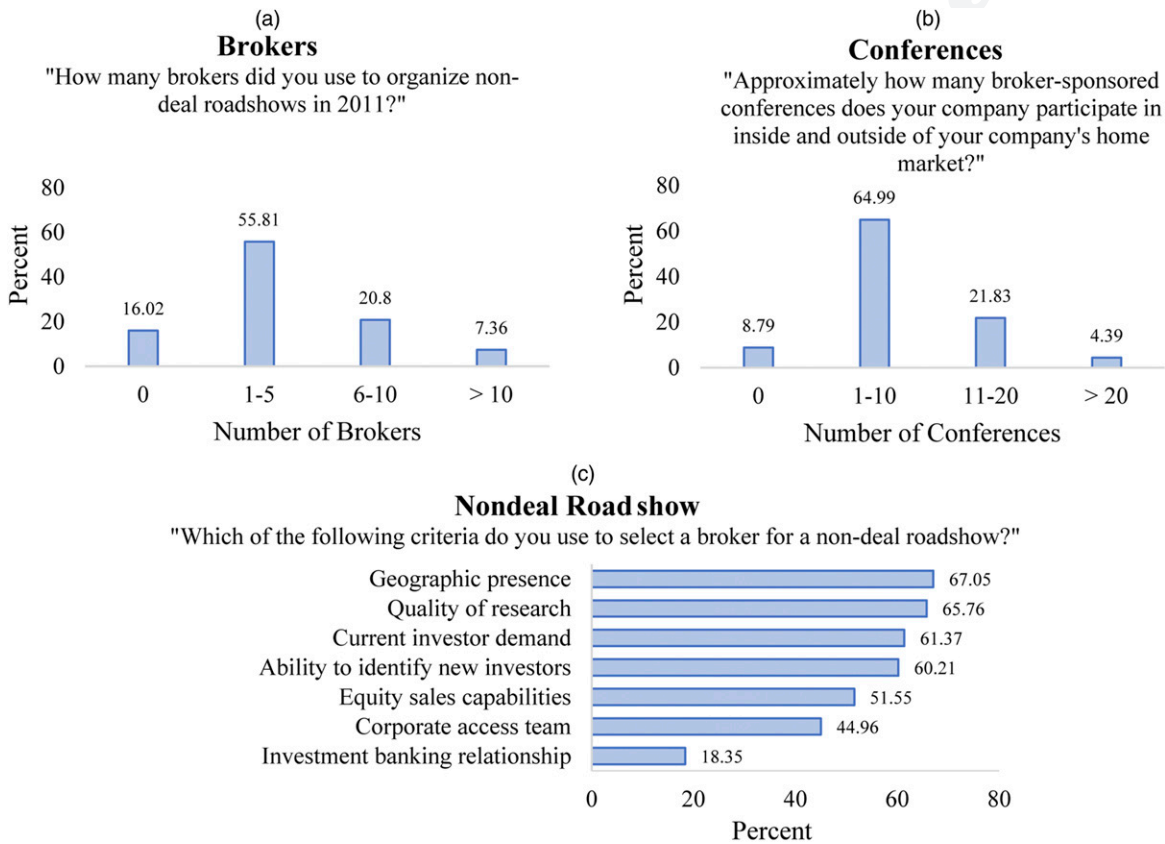 (a)
Brokers
"How many brokers did you use to organize non-
deal roadshows in 2011?"
80
60
40
20
0
Percent
16.02
55.81
20.8
7.36
0
1-5
6-10
> 10
Number of Brokers
(b)
Conferences
"Approximately how many broker-sponsored
conferences does your company participate in
inside and outside of your company's home
market?"
80
60
40
20
0
Percent
8.79
64.99
21.83
4.39
0
1-10
11-20
> 20
Number of Conferences
(c)
Nondeal Road show
"Which of the following criteria do you use to select a broker for a non-deal roadshow?"
Geographic presence 67.05
Quality of research 65.76
Current investor demand 61.37
Ability to identify new investors 60.21
Equity sales capabilities 51.55
Corporate access team 44.96
Investment banking relationship 18.35
0 20 40 60 80
Percent